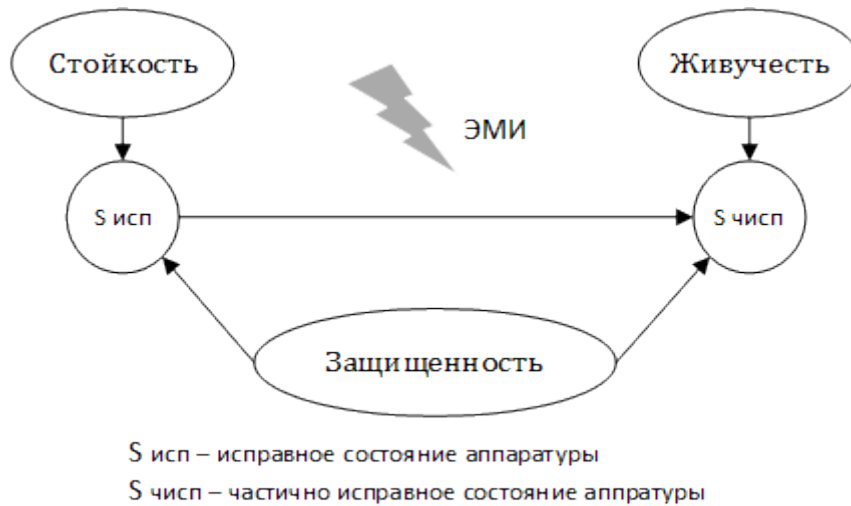 Стойкость
Живучесть
ЭМИ
S исп
S чисп
Защищенность
S исп – исправное состояние аппаратуры
S чисп – частично исправное состояние аппратуры